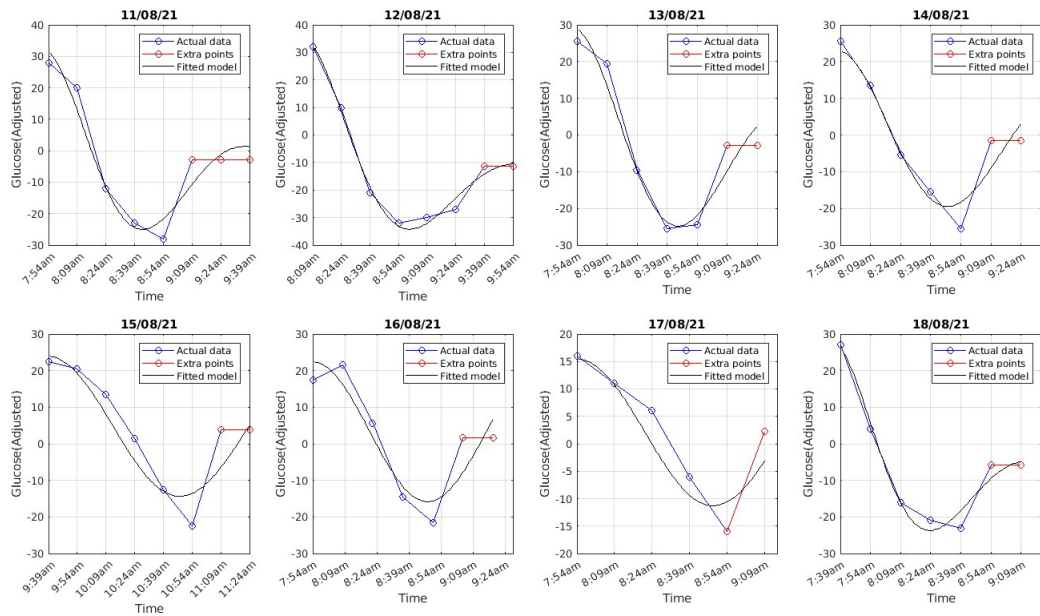 11/08/21
Glucose(Adjusted)
40
30
20
10
0
-10
-20
-30
Actual data
Extra points
Fitted model
7:54am
8:09am
8:24am
8:39am
8:54am
9:09am
9:24am
9:39am
Time
12/08/21
Glucose(Adjusted)
40
30
20
10
0
-10
-20
-30
-40
Actual data
Extra points
Fitted model
8:09am
8:24am
8:39am
8:54am
9:09am
9:24am
9:39am
9:54am
Time
13/08/21
Glucose(Adjusted)
30
20
10
0
-10
-20
-30
Actual data
Extra points
Fitted model
7:54am
8:09am
8:24am
8:39am
8:54am
9:09am
9:24am
Time
14/08/21
Glucose(Adjusted)
30
20
10
0
-10
-20
-30
Actual data
Extra points
Fitted model
7:54am
8:09am
8:24am
8:39am
8:54am
9:09am
9:24am
Time
15/08/21
Glucose(Adjusted)
30
20
10
0
-10
-20
-30
Actual data
Extra points
Fitted model
9:39am
9:54am
10:09am
10:24am
10:39am
10:54am
11:09am
11:24am
Time
16/08/21
Glucose(Adjusted)
30
20
10
0
-10
-20
-30
Actual data
Extra points
Fitted model
7:54am
8:09am
8:24am
8:39am
8:54am
9:09am
9:24am
Time
17/08/21
Glucose(Adjusted)
20
15
10
5
0
-5
-10
-15
-20
Actual data
Extra points
Fitted model
7:54am
8:09am
8:24am
8:39am
8:54am
9:09am
Time
18/08/21
Glucose(Adjusted)
30
20
10
0
-10
-20
-30
Actual data
Extra points
Fitted model
7:39am
7:54am
8:09am
8:24am
8:39am
8:54am
9:09am
Time